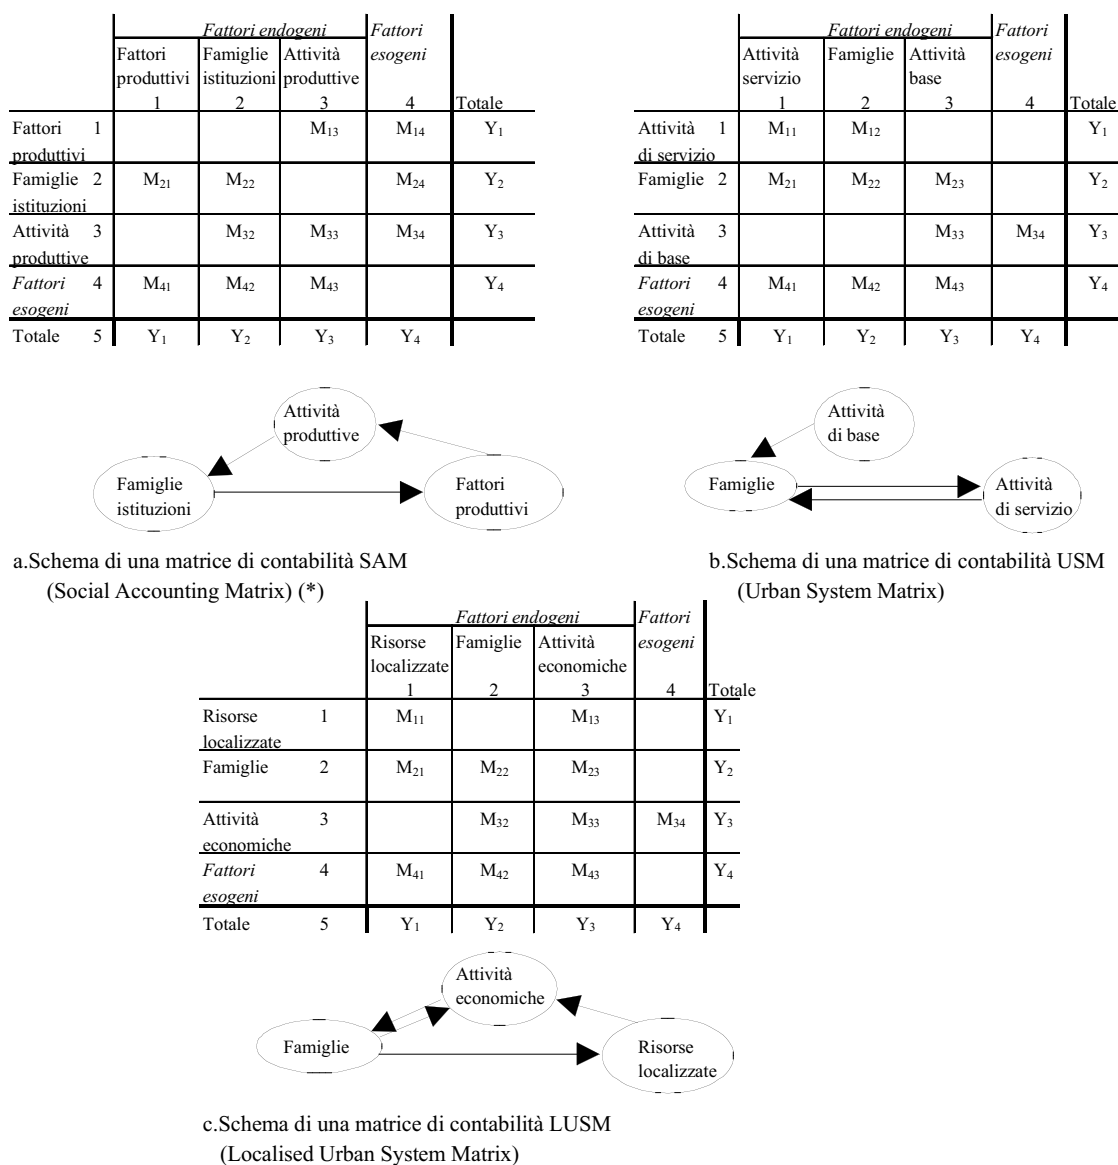 Fattori endogeni Fattori
Fattori Famiglie Attività esogeni
produttivi istituzioni produttive
1 2 3 4 Totale
Fattori 1 M13 M14 Y1
produttivi
Famiglie 2 M21 M22 M24 Y2
istituzioni
Attività 3 M32 M33 M34 Y3
produttive
Fattori 4 M41 M42 M43 Y4
esogeni
Totale 5 Y1 Y2 Y3 Y4
Attività
produttive
Famiglie
istituzioni
Fattori
produttivi
a.Schema di una matrice di contabilità SAM
(Social Accounting Matrix) (*)
Fattori endogeni Fattori
Attività Famiglie Attività esogeni
servizio base
1 2 3 4 Totale
Attività 1 M11 M12 Y1
di servizio
Famiglie 2 M21 M22 M23 Y2
Attività 3 M33 M34 Y3
di base
Fattori 4 M41 M42 M43 Y4
esogeni
Totale 5 Y1 Y2 Y3 Y4
Attività
di base
Famiglie
Attività
di servizio
b.Schema di una matrice di contabilità USM
(Urban System Matrix)
Fattori endogeni Fattori
Risorse Famiglie Attività esogeni
localizzate economiche
1 2 3 4 Totale
Risorse 1 M11 M13 Y1
localizzate
Famiglie 2 M21 M22 M23 Y2
Attività 3 M32 M33 M34 Y3
economiche
Fattori 4 M41 M42 M43 Y4
esogeni
Totale 5 Y1 Y2 Y3 Y4
Attività
economiche
Famiglie
Risorse
localizzate
c.Schema di una matrice di contabilità LUSM
(Localised Urban System Matrix)